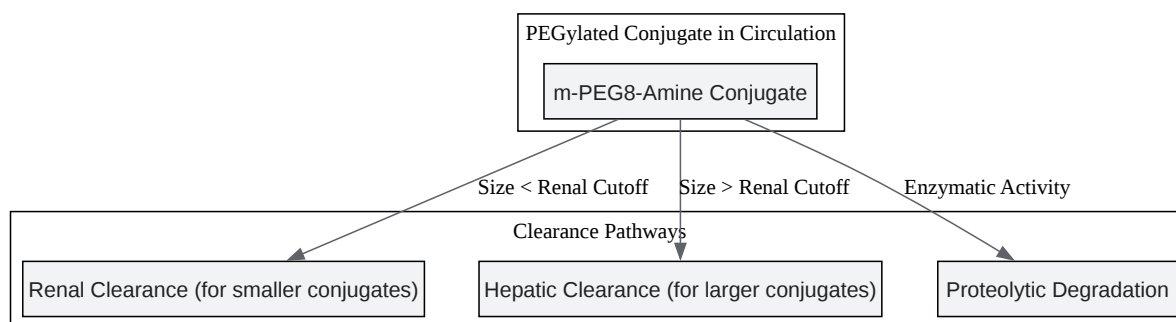 PEGylated Conjugate in Circulation
m-PEG8-Amine Conjugate
Size < Renal Cutoff
Size > Renal Cutoff
Enzymatic Activity
Clearance Pathways
Renal Clearance (for smaller conjugates)
Hepatic Clearance (for larger conjugates)
Proteolytic Degradation